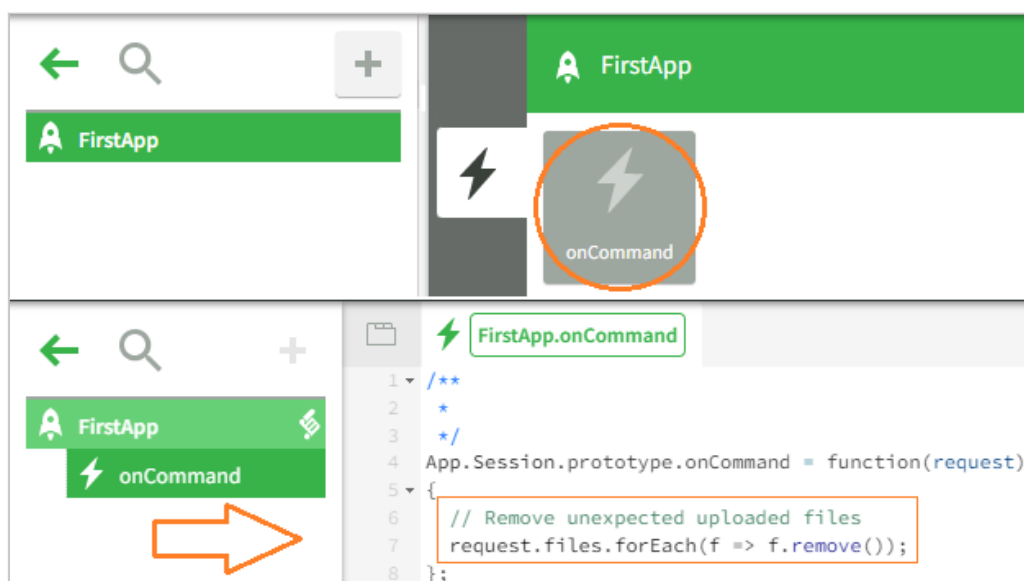 FirstApp
FirstApp
onCommand
FirstApp.onCommand
FirstApp
onCommand
1 /**
2 *
3 */
4 App.Session.prototype.onCommand = function(request)
5 {
6 // Remove unexpected uploaded files
7 request.files.forEach(f => f.remove());
8 };